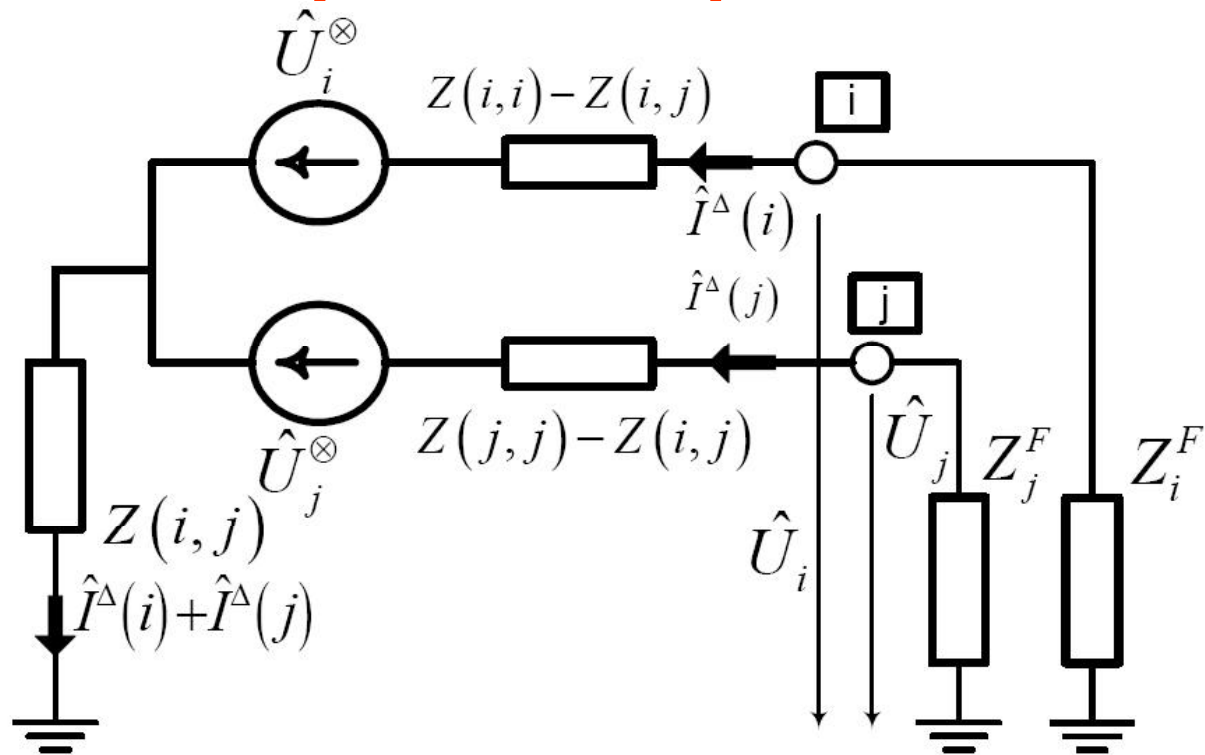 Û_i^⊗
Z(i,i)−Z(i,j)
i
Î^Δ(i)
Î^Δ(j)
j
Û_j^⊗
Z(j,j)−Z(i,j)
Û_j
Z_j^F
Z_i^F
Z(i,j)
Û_i
Î^Δ(i)+Î^Δ(j)